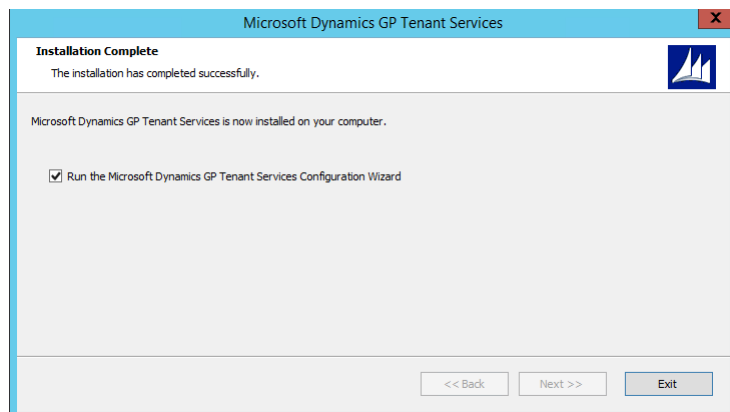 Microsoft Dynamics GP Tenant Services
X
Installation Complete
The installation has completed successfully.
Microsoft Dynamics GP Tenant Services is now installed on your computer.
Run the Microsoft Dynamics GP Tenant Services Configuration Wizard
<< Back Next >> Exit